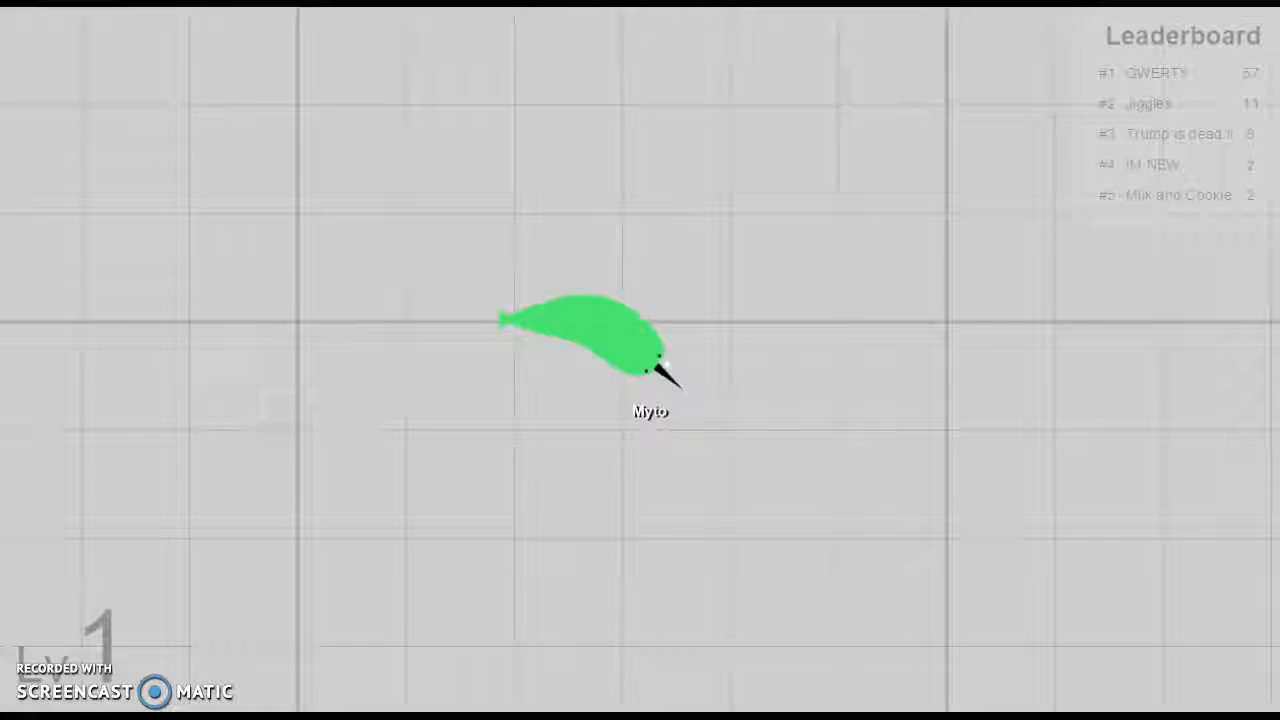 Leaderboard
#1 QWERTY 57
#2 Jiggles 11
#3 Trump is dead !! 8
#4 IM NEW 2
#5 Milk and Cookie 2
Myto
Lv 1
RECORDED WITH
SCREENCAST MATIC